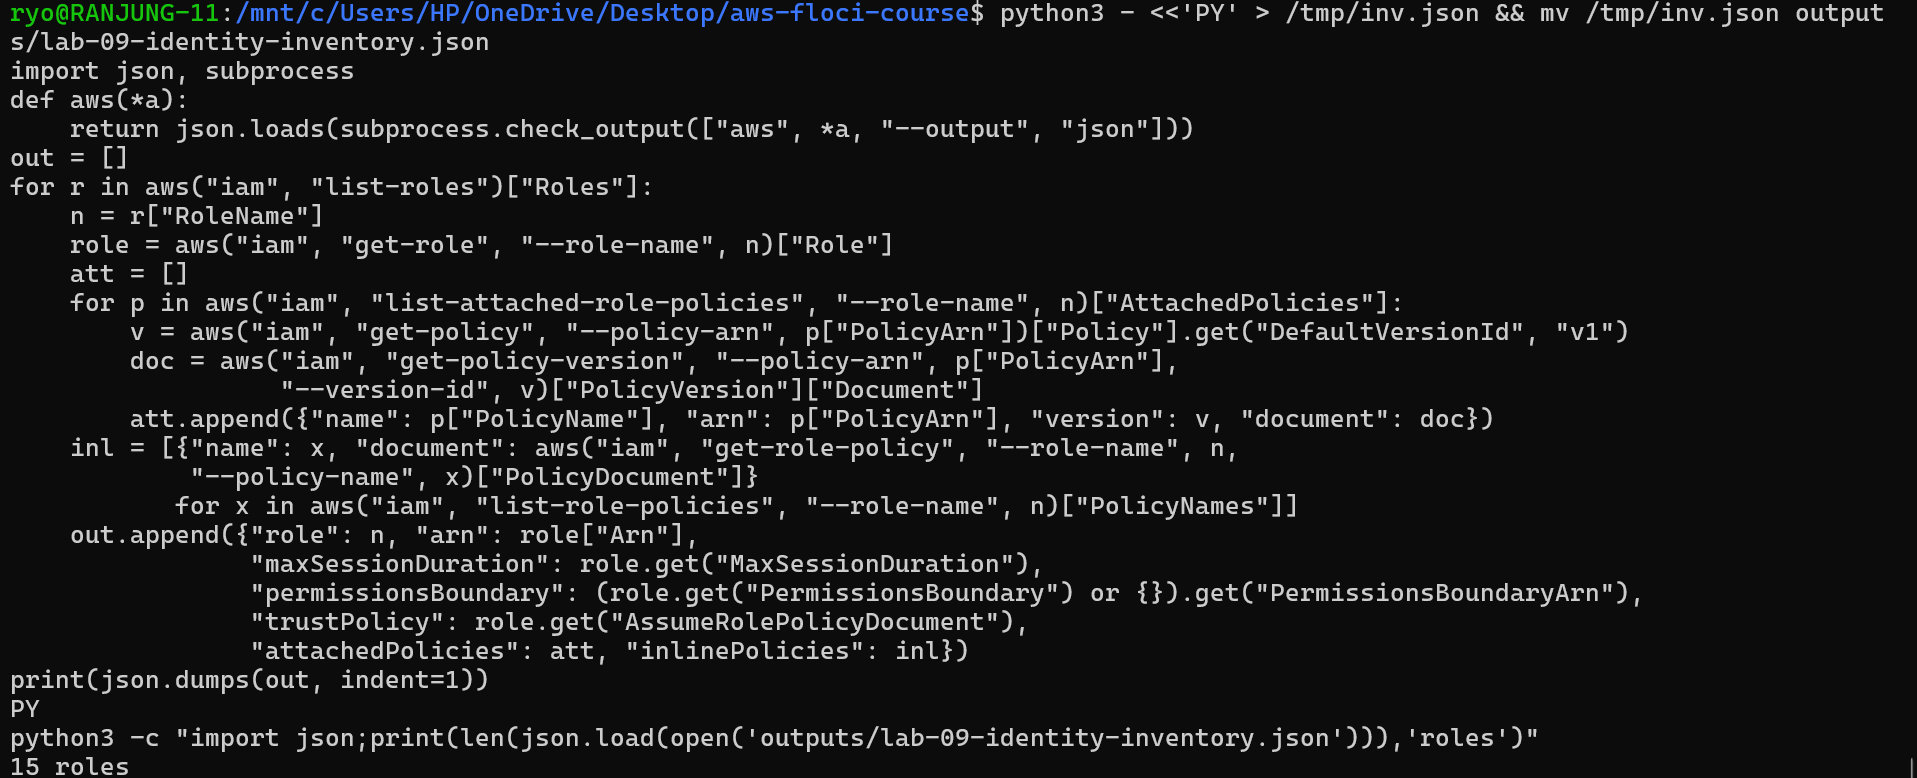 ryo@RANJUNG-11:/mnt/c/Users/HP/OneDrive/Desktop/aws-floci-course$ python3 - <<'PY' > /tmp/inv.json && mv /tmp/inv.json output
s/lab-09-identity-inventory.json
import json, subprocess
def aws(*a):
    return json.loads(subprocess.check_output(["aws", *a, "--output", "json"]))
out = []
for r in aws("iam", "list-roles")["Roles"]:
    n = r["RoleName"]
    role = aws("iam", "get-role", "--role-name", n)["Role"]
    att = []
    for p in aws("iam", "list-attached-role-policies", "--role-name", n)["AttachedPolicies"]:
        v = aws("iam", "get-policy", "--policy-arn", p["PolicyArn"])["Policy"].get("DefaultVersionId", "v1")
        doc = aws("iam", "get-policy-version", "--policy-arn", p["PolicyArn"],
                  "--version-id", v)["PolicyVersion"]["Document"]
        att.append({"name": p["PolicyName"], "arn": p["PolicyArn"], "version": v, "document": doc})
    inl = [{"name": x, "document": aws("iam", "get-role-policy", "--role-name", n,
            "--policy-name", x)["PolicyDocument"]}
           for x in aws("iam", "list-role-policies", "--role-name", n)["PolicyNames"]]
    out.append({"role": n, "arn": role["Arn"],
                "maxSessionDuration": role.get("MaxSessionDuration"),
                "permissionsBoundary": (role.get("PermissionsBoundary") or {}).get("PermissionsBoundaryArn"),
                "trustPolicy": role.get("AssumeRolePolicyDocument"),
                "attachedPolicies": att, "inlinePolicies": inl})
print(json.dumps(out, indent=1))
PY
python3 -c "import json;print(len(json.load(open('outputs/lab-09-identity-inventory.json'))),'roles')"
15 roles